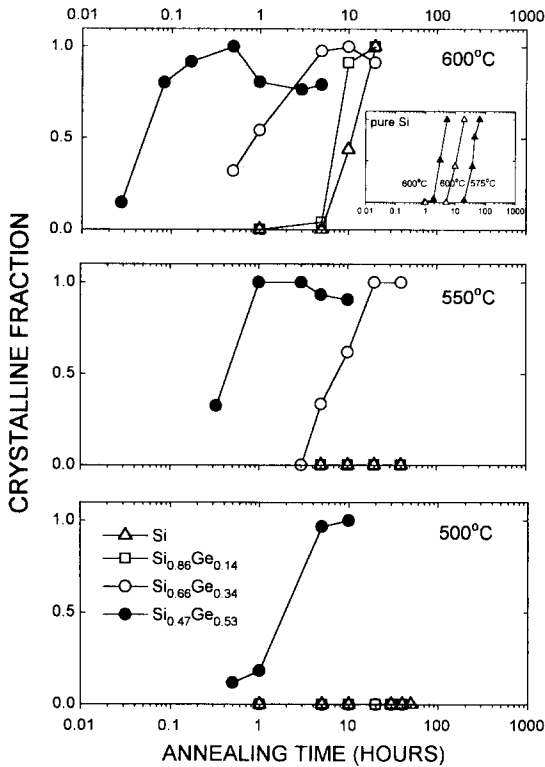 0.01 0.1 1 10 100 1000
1.0
0.5
0.0
600°C
pure Si
600°C 600°C 575°C
0.01 0.1 1 10 100 1000
CRYSTALLINE FRACTION
1.0
0.5
0.0
550°C
1.0
0.5
0.0
500°C
Si
Si0.86Ge0.14
Si0.66Ge0.34
Si0.47Ge0.53
0.01 0.1 1 10 100 1000
ANNEALING TIME (HOURS)